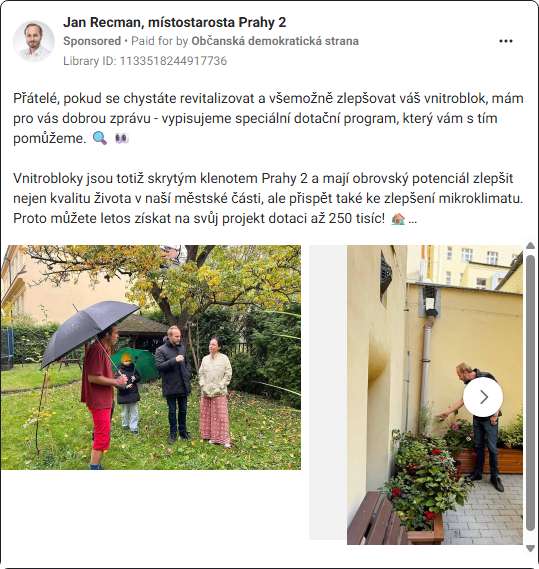 Jan Recman, místostarosta Prahy 2
Sponsored • Paid for by Občanská demokratická strana
Library ID: 1133518244917736
Přátelé, pokud se chystáte revitalizovat a všemožně zlepšovat váš vnitroblok, mám
pro vás dobrou zprávu - vypisujeme speciální dotační program, který vám s tím
pomůžeme. 🔍 👀
Vnitrobloky jsou totiž skrytým klenotem Prahy 2 a mají obrovský potenciál zlepšit
nejen kvalitu života v naší městské části, ale přispět také ke zlepšení mikroklimatu.
Proto můžete letos získat na svůj projekt dotaci až 250 tisíc! 🏠 ...